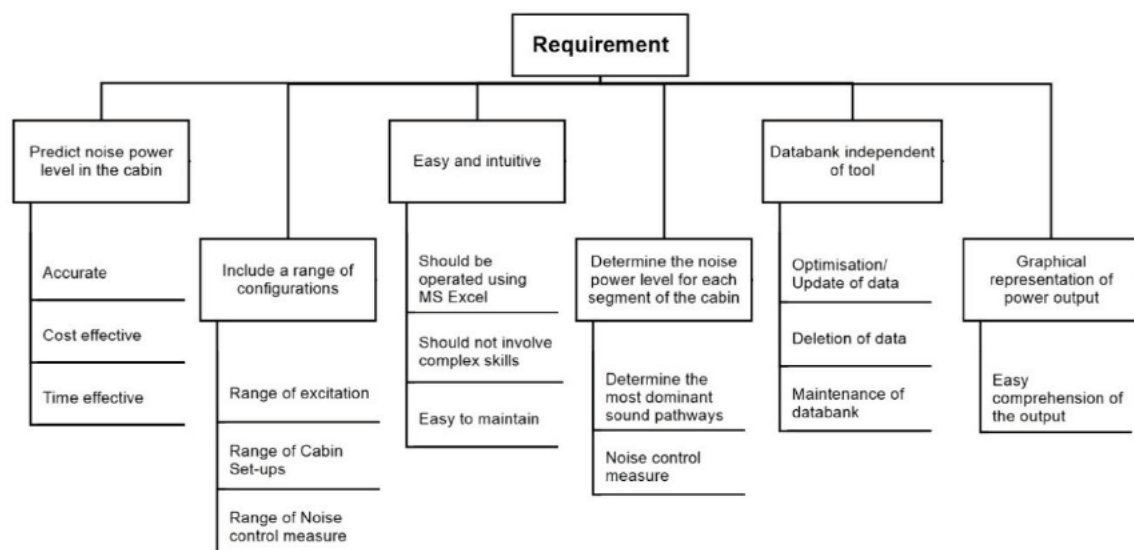 Requirement
Predict noise power
level in the cabin
Accurate
Cost effective
Time effective
Include a range of
configurations
Range of excitation
Range of Cabin
Set-ups
Range of Noise
control measure
Easy and intuitive
Should be
operated using
MS Excel
Should not involve
complex skills
Easy to maintain
Determine the noise
power level for each
segment of the cabin
Determine the
most dominant
sound pathways
Noise control
measure
Databank independent
of tool
Optimisation/
Update of data
Deletion of data
Maintenance of
databank
Graphical
representation of
power output
Easy
comprehension of
the output